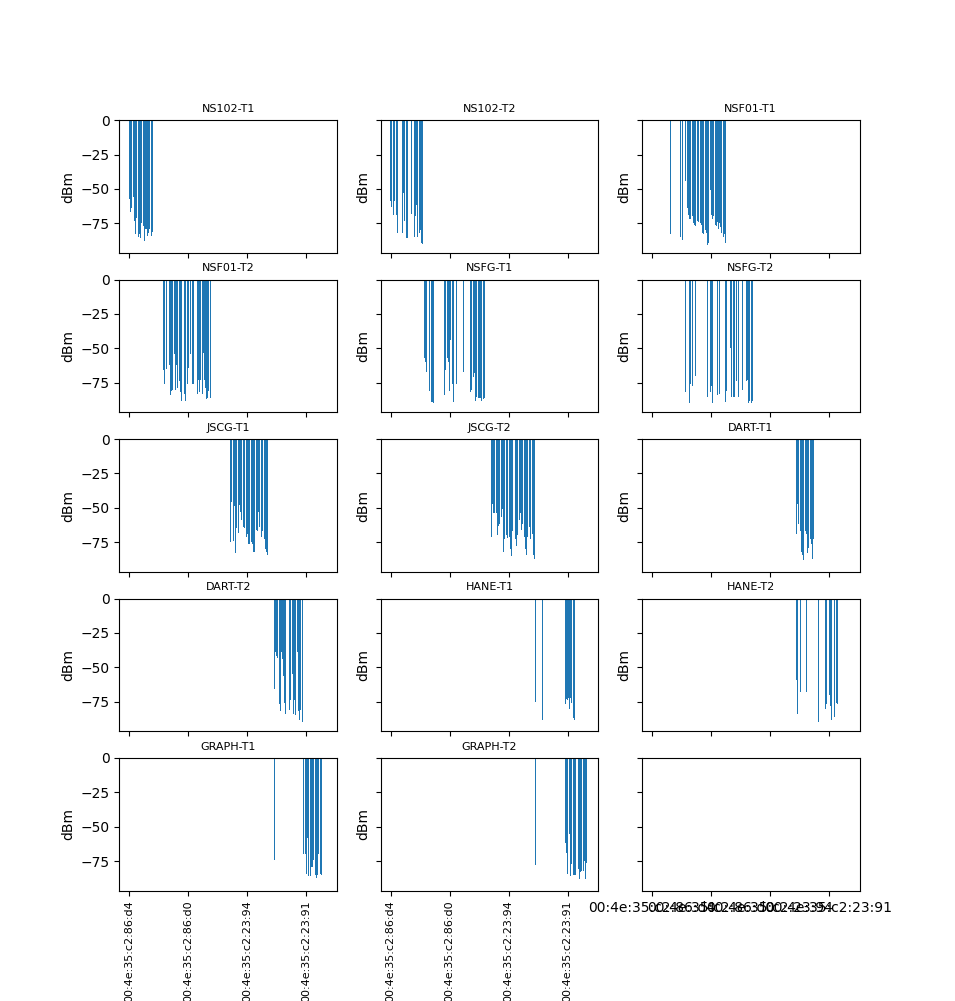 NS102-T1 NS102-T2 NSF01-T1
0
−25
−50
−75
dBm dBm dBm
NSF01-T2 NSFG-T1 NSFG-T2
0
−25
−50
−75
dBm dBm dBm
JSCG-T1 JSCG-T2 DART-T1
0
−25
−50
−75
dBm dBm dBm
DART-T2 HANE-T1 HANE-T2
0
−25
−50
−75
dBm dBm dBm
GRAPH-T1 GRAPH-T2
0
−25
−50
−75
dBm dBm dBm
00:4e:35:c2:86:d4
00:4e:35:c2:86:d0
00:4e:35:c2:23:94
00:4e:35:c2:23:91
00:4e:35:c2:86:d4
00:4e:35:c2:86:d0
00:4e:35:c2:23:94
00:4e:35:c2:23:91